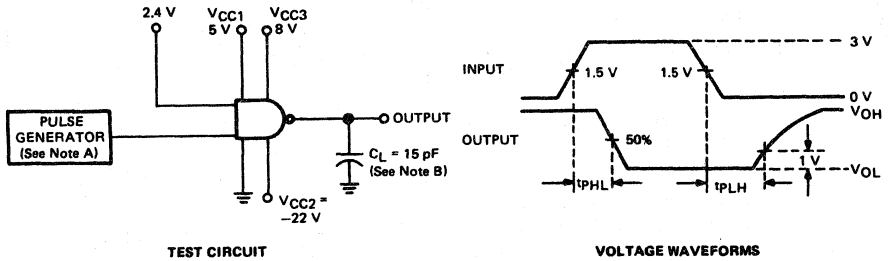 2.4 V
VCC1
5 V
VCC3
8 V
PULSE
GENERATOR
(See Note A)
OUTPUT
CL = 15 pF
(See Note B)
VCC2 =
−22 V
TEST CIRCUIT
INPUT
1.5 V
1.5 V
3 V
0 V
OUTPUT
50%
VOH
1 V
VOL
tPHL
tPLH
VOLTAGE WAVEFORMS